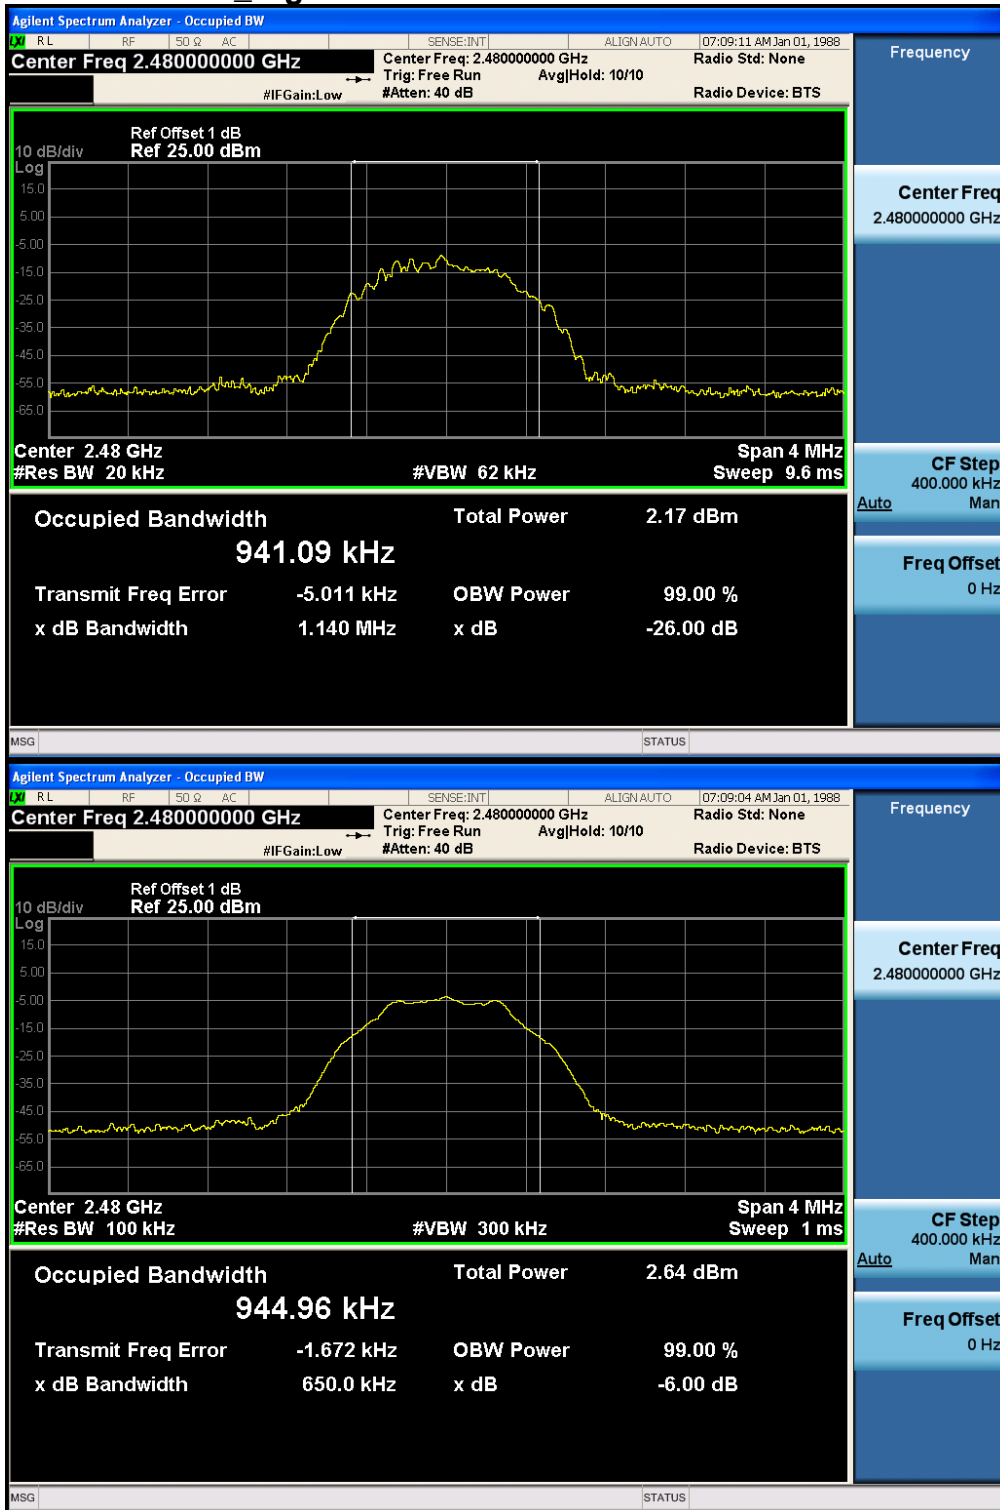 Agilent Spectrum Analyzer - Occupied BW
LXI RL RF 50 Ω AC SENSE:INT ALIGN AUTO 07:09:11 AM Jan 01, 1988
Center Freq 2.480000000 GHz Center Freq: 2.480000000 GHz Radio Std: None Frequency
Trig: Free Run Avg|Hold: 10/10
#IFGain:Low #Atten: 40 dB Radio Device: BTS
Ref Offset 1 dB
10 dB/div Ref 25.00 dBm
Log
15.0
Center Freq
2.480000000 GHz
5.00
-5.00
-15.0
-25.0
-35.0
-45.0
-55.0
-65.0
Center 2.48 GHz Span 4 MHz
#Res BW 20 kHz #VBW 62 kHz Sweep 9.6 ms
CF Step
400.000 kHz
Auto Man
Occupied Bandwidth Total Power 2.17 dBm
941.09 kHz
Freq Offset
0 Hz
Transmit Freq Error -5.011 kHz OBW Power 99.00 %
x dB Bandwidth 1.140 MHz x dB -26.00 dB
MSG STATUS
Agilent Spectrum Analyzer - Occupied BW
LXI RL RF 50 Ω AC SENSE:INT ALIGN AUTO 07:09:04 AM Jan 01, 1988
Center Freq 2.480000000 GHz Center Freq: 2.480000000 GHz Radio Std: None Frequency
Trig: Free Run Avg|Hold: 10/10
#IFGain:Low #Atten: 40 dB Radio Device: BTS
Ref Offset 1 dB
10 dB/div Ref 25.00 dBm
Log
15.0
Center Freq
2.480000000 GHz
5.00
-5.00
-15.0
-25.0
-35.0
-45.0
-55.0
-65.0
Center 2.48 GHz Span 4 MHz
#Res BW 100 kHz #VBW 300 kHz Sweep 1 ms
CF Step
400.000 kHz
Auto Man
Occupied Bandwidth Total Power 2.64 dBm
944.96 kHz
Freq Offset
0 Hz
Transmit Freq Error -1.672 kHz OBW Power 99.00 %
x dB Bandwidth 650.0 kHz x dB -6.00 dB
MSG STATUS